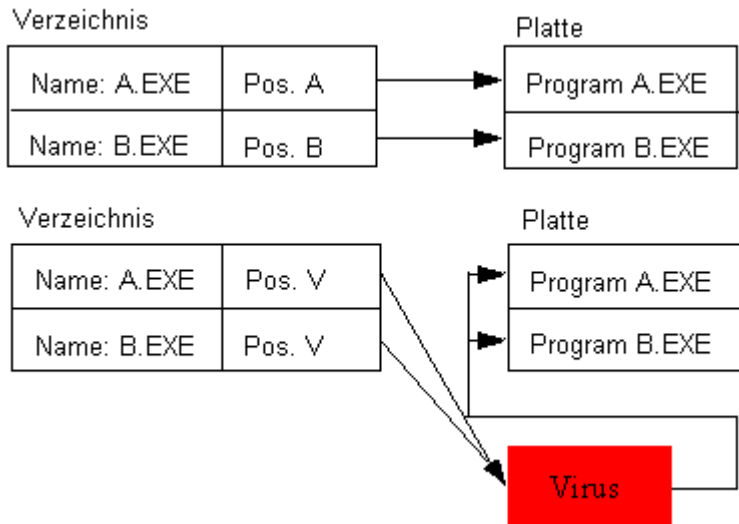 Verzeichnis
Platte
Name: A.EXE Pos. A Program A.EXE
Name: B.EXE Pos. B Program B.EXE
Verzeichnis
Platte
Name: A.EXE Pos. V Program A.EXE
Name: B.EXE Pos. V Program B.EXE
Virus